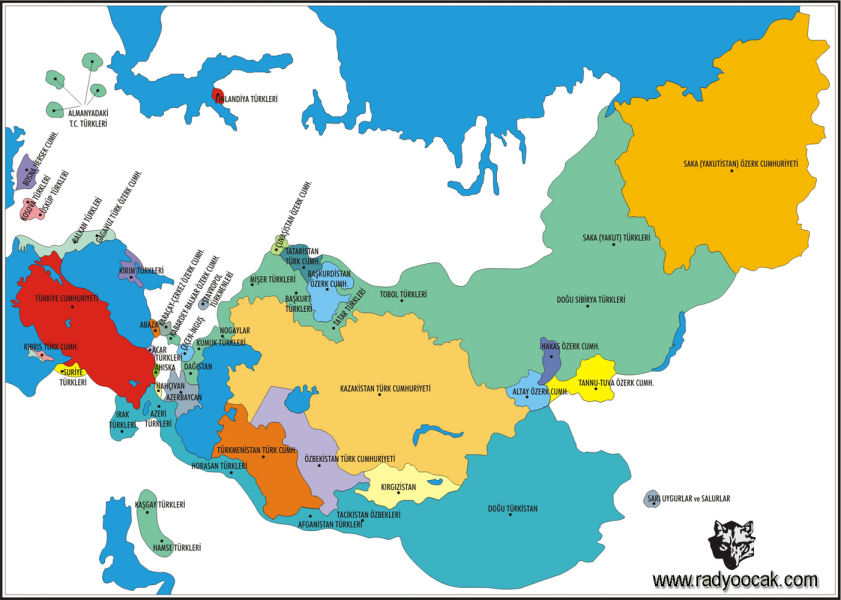 ALMANYADAKİ
T.C. TÜRKLERİ
FİNLANDİYA TÜRKLERİ
SAKA (YAKUTİSTAN) ÖZERK CUMHURİYETİ
BOSNA-HERSEK CUMH.
KOSOVA TÜRKLERİ
ÜSKÜP TÜRKLERİ
BALKAN TÜRKLERİ
GAGAVUZ TÜRK ÖZERK CUMH.
KIRIM TÜRKLERİ
KARAÇAY-ÇERKEZ ÖZERK CUMH.
KABARDEY-BALKAR ÖZERK CUMH.
STAVROPOL
TÜRKMENLERİ
ÇUVAŞİSTAN ÖZERK CUMH.
TATARİSTAN
TÜRK CUMH.
BAŞKURDİSTAN
ÖZERK CUMH.
MİŞER TÜRKLERİ
BAŞKURT
TÜRKLERİ
TATAR TÜRKLERİ
TOBOL TÜRKLERİ
SAKA (YAKUT) TÜRKLERİ
DOĞU SİBİRYA TÜRKLERİ
TÜRKİYE CUMHURİYETİ
KIBRIS TÜRK CUMH.
SURİYE
TÜRKLERİ
ABAZA
ACAR
TÜRKLERİ
AHISKA
ÇEÇEN-İNGUŞ
NOGAYLAR
KUMUK TÜRKLERİ
DAĞISTAN
NAHÇIVAN
AZERBAYCAN
IRAK
TÜRKLERİ
AZERİ
TÜRKLERİ
HAKAS ÖZERK CUMH.
ALTAY ÖZERK CUMH.
TANNU-TUVA ÖZERK CUMH.
KAZAKİSTAN TÜRK CUMHURİYETİ
TÜRKMENİSTAN TÜRK CUMH.
ÖZBEKİSTAN TÜRK CUMHURİYETİ
HORASAN TÜRKLERİ
KIRGIZİSTAN
TACİKİSTAN ÖZBEKLERİ
AFGANİSTAN TÜRKLERİ
DOĞU TÜRKİSTAN
SARI UYGURLAR ve SALURLAR
KAŞGAY TÜRKLERİ
HAMSE TÜRKLERİ
www.radyoocak.com